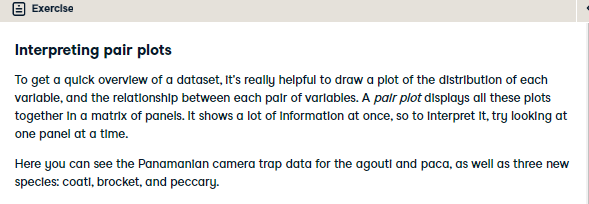 Exercise
Interpreting pair plots
To get a quick overview of a dataset, it's really helpful to draw a plot of the distribution of each
variable, and the relationship between each pair of variables. A pair plot displays all these plots
together in a matrix of panels. It shows a lot of information at once, so to interpret it, try looking at
one panel at a time.
Here you can see the Panamanian camera trap data for the agouti and paca, as well as three new
species: coati, brocket, and peccary.